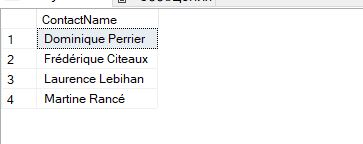 ContactName
1 Dominique Perrier
2 Frédérique Citeaux
3 Laurence Lebihan
4 Martine Rancé